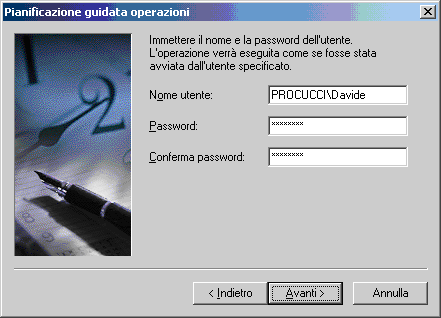 Pianificazione guidata operazioni
Immettere il nome e la password dell'utente.
L'operazione verrà eseguita come se fosse stata
avviata dall'utente specificato.
Nome utente: PROCUCCI\Davide
Password: ********
Conferma password: ********
< Indietro Avanti > Annulla